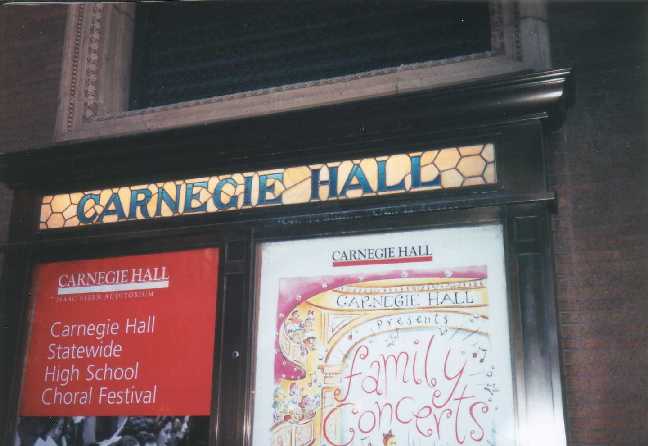 CARNEGIE HALL
CARNEGIE HALL
ISAAC STERN AUDITORIUM
Carnegie Hall
Statewide
High School
Choral Festival
CARNEGIE HALL
CARNEGIE HALL
presents
family
Concerts